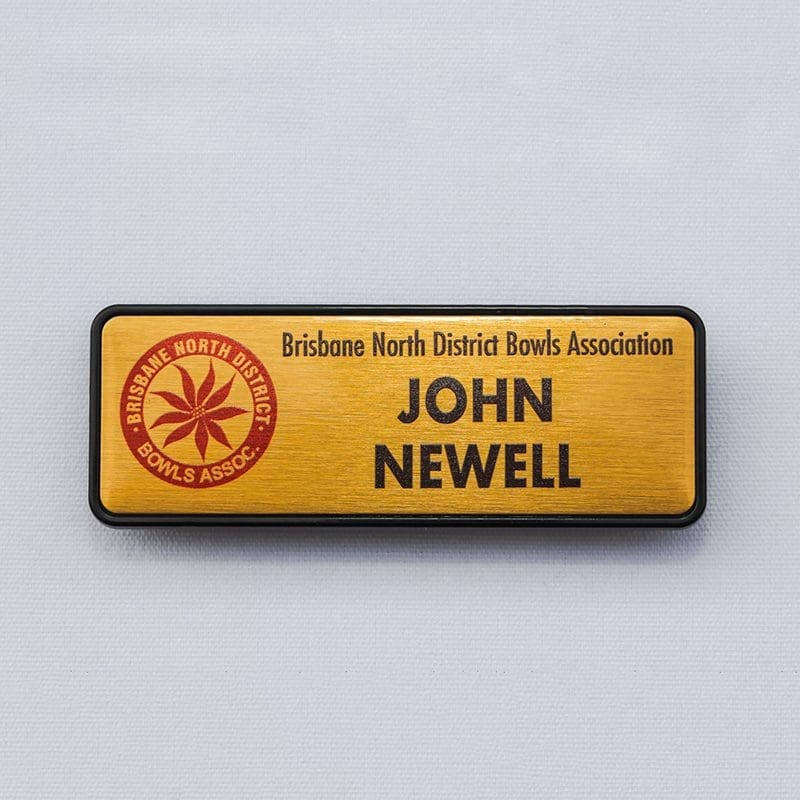 BRISBANE NORTH DISTRICT
BOWLS ASSOC.
Brisbane North District Bowls Association
JOHN
NEWELL